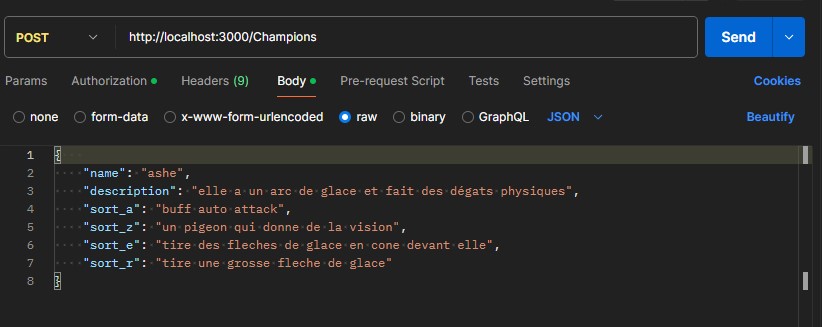 POST http://localhost:3000/Champions Send
Params Authorization Headers (9) Body Pre-request Script Tests Settings Cookies
none form-data x-www-form-urlencoded raw binary GraphQL JSON Beautify
1 {
2 "name": "ashe",
3 "description": "elle a un arc de glace et fait des dégats physiques",
4 "sort_a": "buff auto attack",
5 "sort_z": "un pigeon qui donne de la vision",
6 "sort_e": "tire des fleches de glace en cone devant elle",
7 "sort_r": "tire une grosse fleche de glace"
8 }